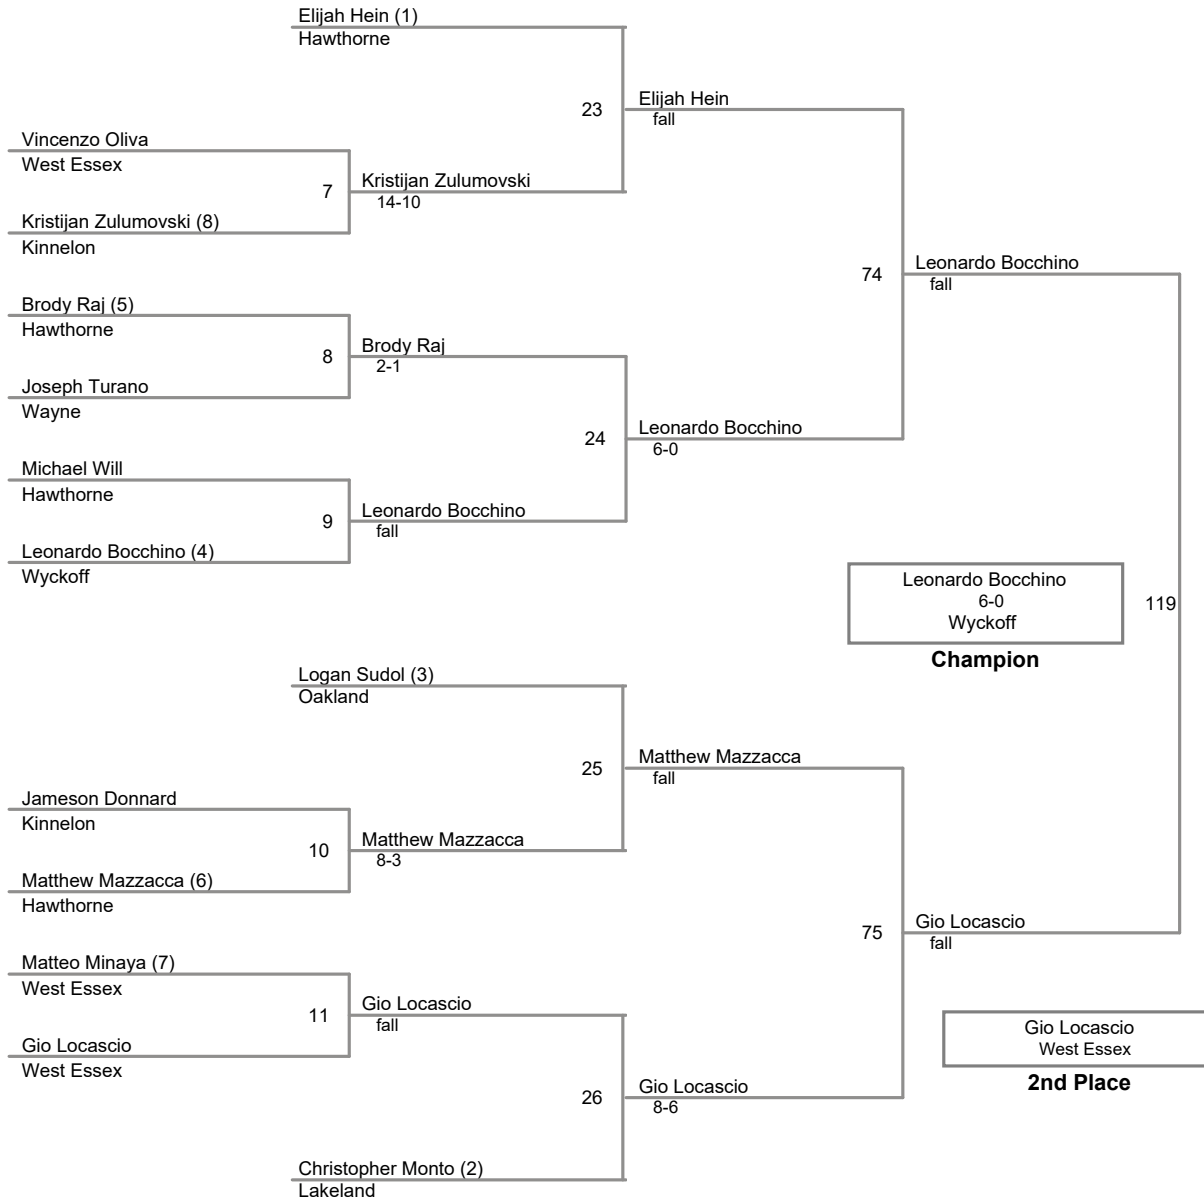 Elijah Hein (1)
Hawthorne
23
Elijah Hein
fall
Vincenzo Oliva
West Essex
7
Kristijan Zulumovski
14-10
Kristijan Zulumovski (8)
Kinnelon
74
Leonardo Bocchino
fall
Brody Raj (5)
Hawthorne
8
Brody Raj
2-1
Joseph Turano
Wayne
24
Leonardo Bocchino
6-0
Michael Will
Hawthorne
9
Leonardo Bocchino
fall
Leonardo Bocchino (4)
Wyckoff
Leonardo Bocchino
6-0
Wyckoff
Champion
119
Logan Sudol (3)
Oakland
25
Matthew Mazzacca
fall
Jameson Donnard
Kinnelon
10
Matthew Mazzacca
8-3
Matthew Mazzacca (6)
Hawthorne
75
Gio Locascio
fall
Matteo Minaya (7)
West Essex
11
Gio Locascio
fall
Gio Locascio
West Essex
Gio Locascio
West Essex
2nd Place
26
Gio Locascio
8-6
Christopher Monto (2)
Lakeland